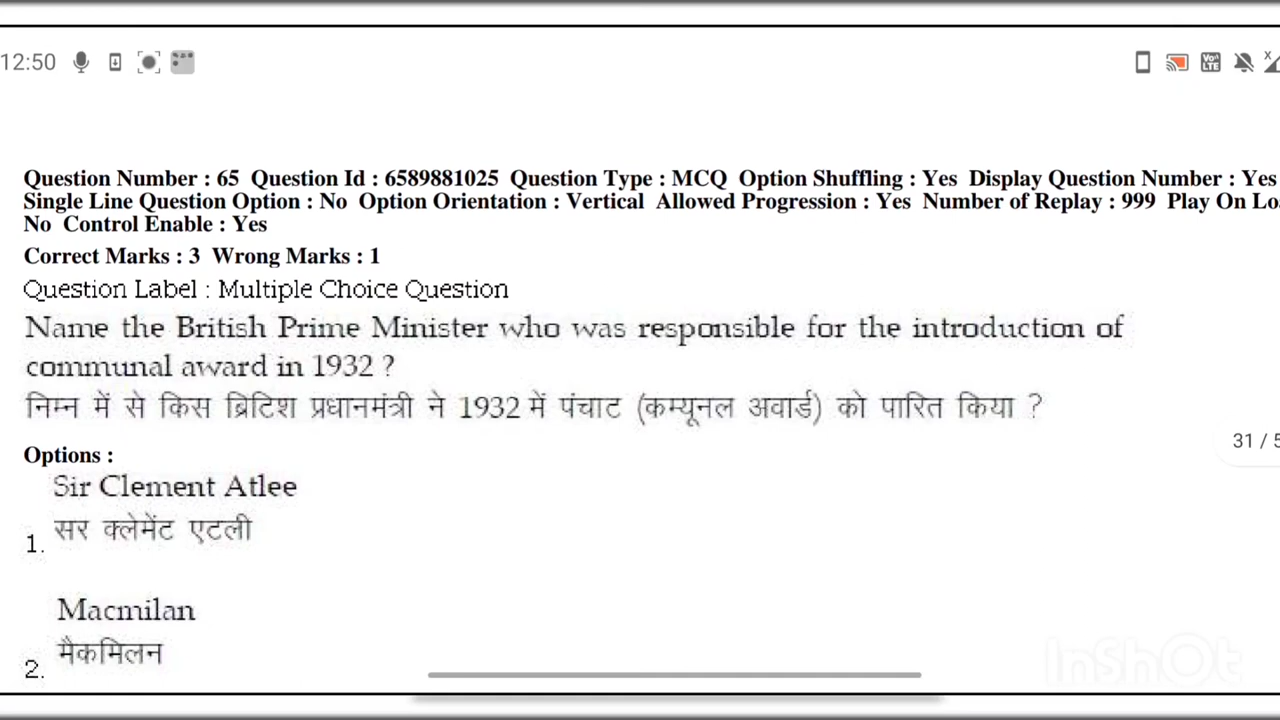 12:50
VoLTE
Question Number : 65 Question Id : 6589881025 Question Type : MCQ Option Shuffling : Yes Display Question Number : Yes
Single Line Question Option : No Option Orientation : Vertical Allowed Progression : Yes Number of Replay : 999 Play On Lo
No Control Enable : Yes
Correct Marks : 3 Wrong Marks : 1
Question Label : Multiple Choice Question
Name the British Prime Minister who was responsible for the introduction of
communal award in 1932 ?
निम्न में से किस ब्रिटिश प्रधानमंत्री ने 1932 में पंचाट (कम्यूनल अवार्ड) को पारित किया ?
31 / 5
Options :
Sir Clement Atlee
सर क्लेमेंट एटली
1.
Macmilan
मैकमिलन
2.
InShOt